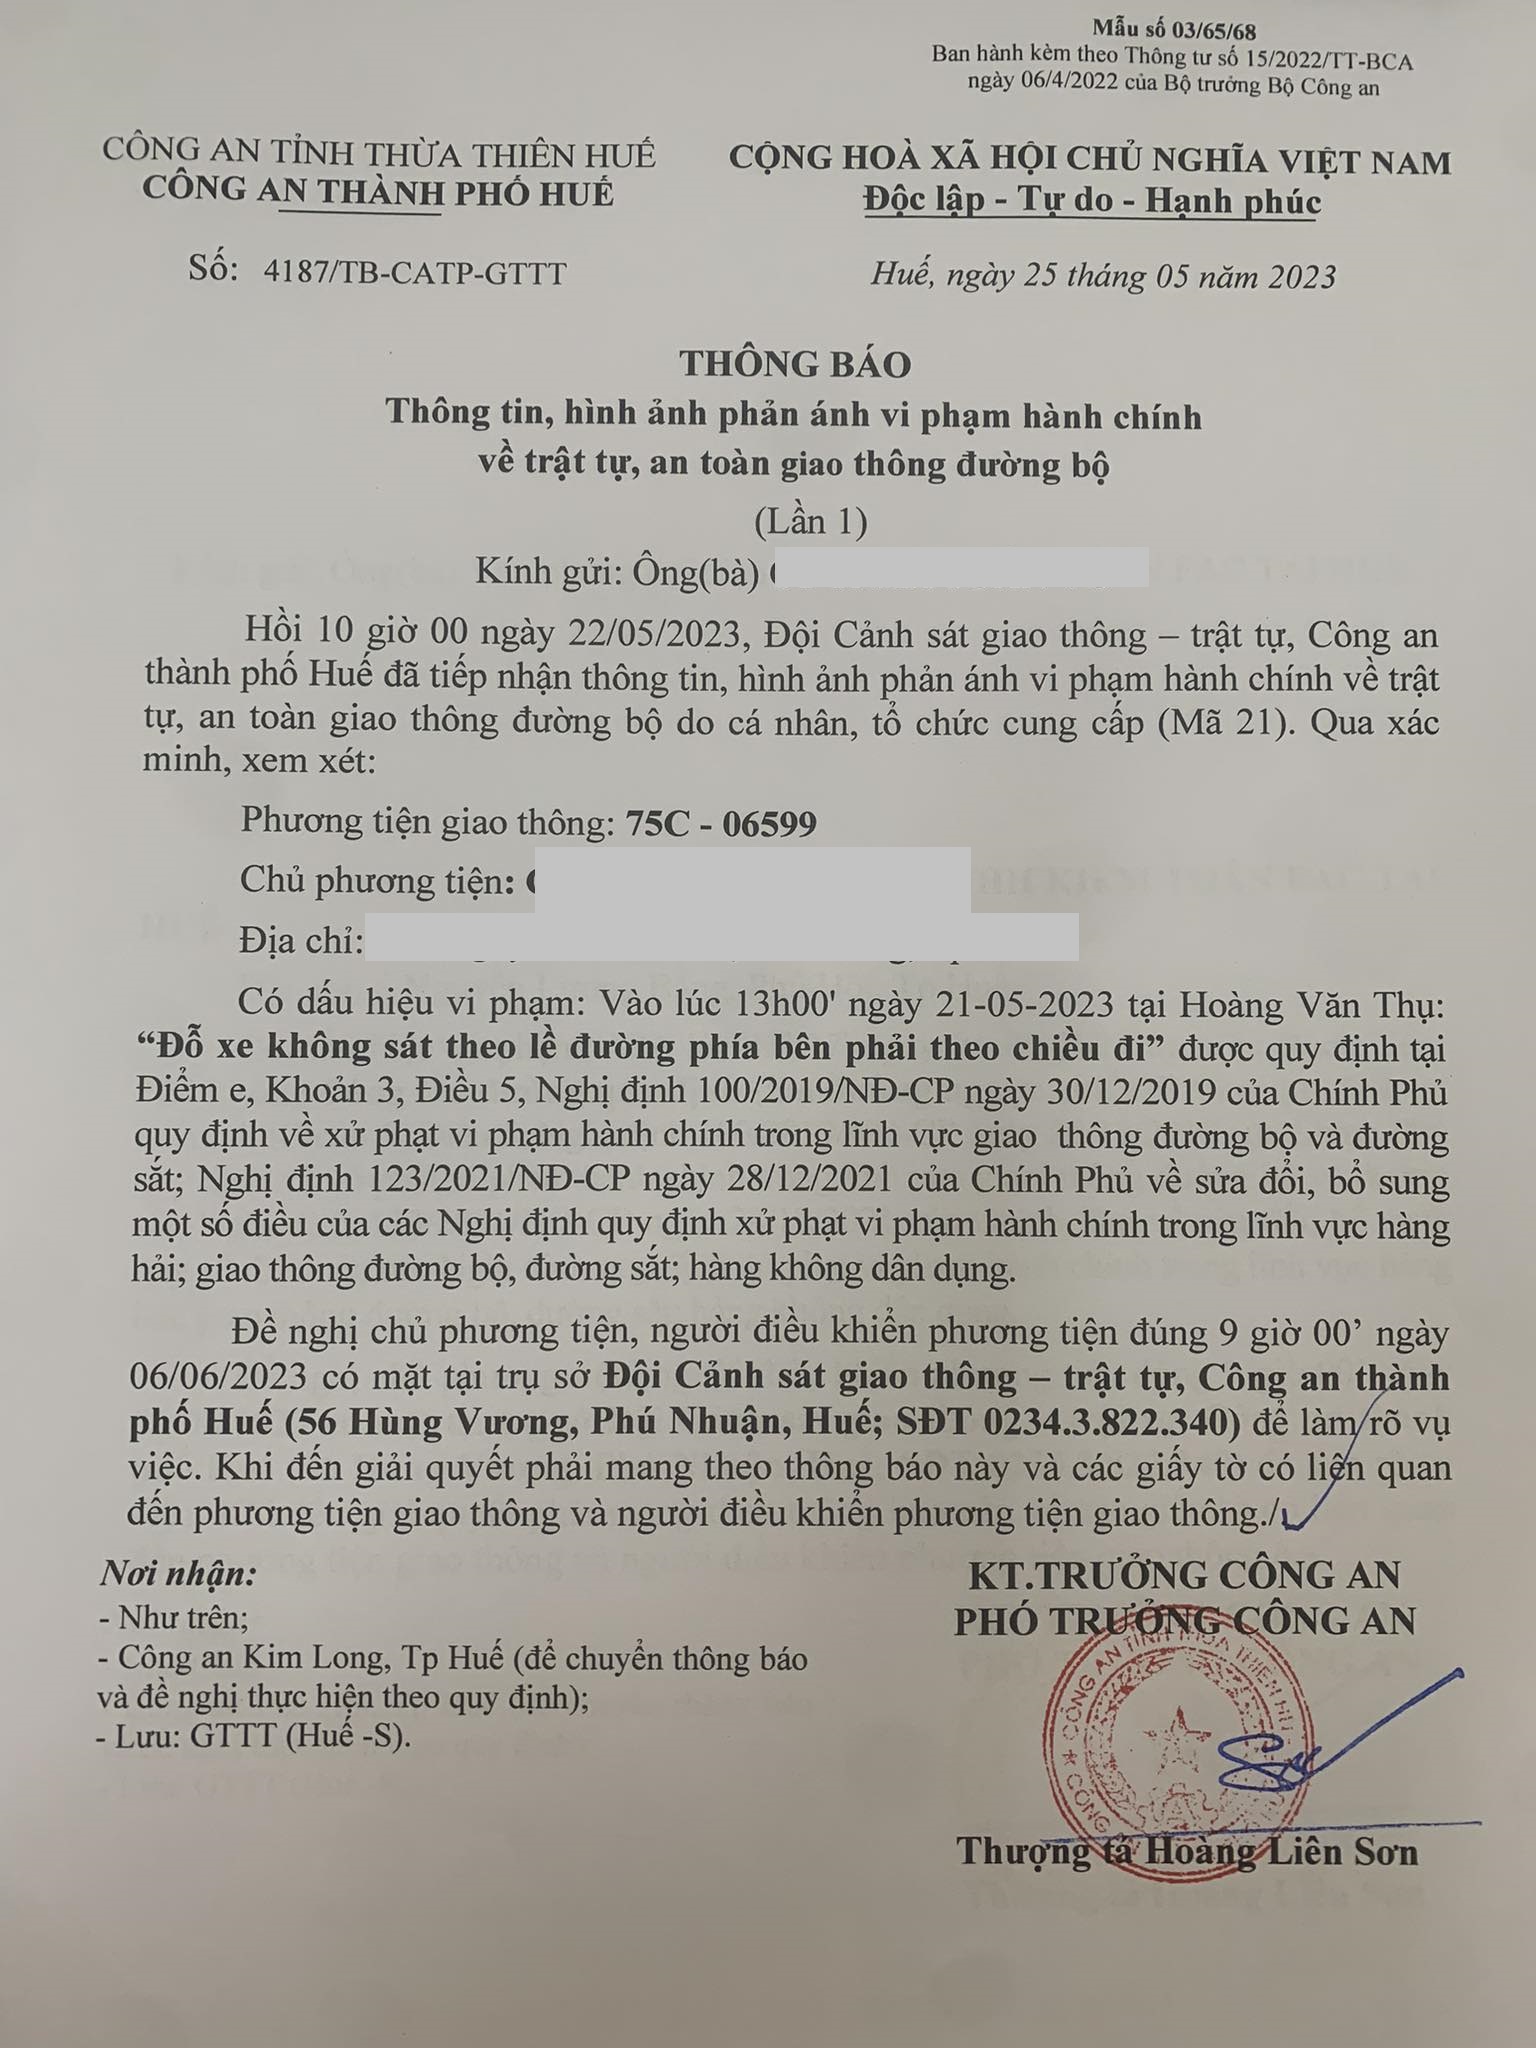 Mẫu số 03/65/68
Ban hành kèm theo Thông tư số 15/2022/TT-BCA
ngày 06/4/2022 của Bộ trưởng Bộ Công an
CÔNG AN TỈNH THỪA THIÊN HUẾ
CÔNG AN THÀNH PHỐ HUẾ
CỘNG HOÀ XÃ HỘI CHỦ NGHĨA VIỆT NAM
Độc lập - Tự do - Hạnh phúc
Số: 4187/TB-CATP-GTTT
Huế, ngày 25 tháng 05 năm 2023
THÔNG BÁO
Thông tin, hình ảnh phản ánh vi phạm hành chính
về trật tự, an toàn giao thông đường bộ
(Lần 1)
Kính gửi: Ông(bà)
Hồi 10 giờ 00 ngày 22/05/2023, Đội Cảnh sát giao thông – trật tự, Công an
thành phố Huế đã tiếp nhận thông tin, hình ảnh phản ánh vi phạm hành chính về trật
tự, an toàn giao thông đường bộ do cá nhân, tổ chức cung cấp (Mã 21). Qua xác
minh, xem xét:
Phương tiện giao thông: 75C - 06599
Chủ phương tiện:
Địa chỉ:
Có dấu hiệu vi phạm: Vào lúc 13h00' ngày 21-05-2023 tại Hoàng Văn Thụ:
“Đỗ xe không sát theo lề đường phía bên phải theo chiều đi” được quy định tại
Điểm e, Khoản 3, Điều 5, Nghị định 100/2019/NĐ-CP ngày 30/12/2019 của Chính Phủ
quy định về xử phạt vi phạm hành chính trong lĩnh vực giao thông đường bộ và đường
sắt; Nghị định 123/2021/NĐ-CP ngày 28/12/2021 của Chính Phủ về sửa đổi, bổ sung
một số điều của các Nghị định quy định xử phạt vi phạm hành chính trong lĩnh vực hàng
hải; giao thông đường bộ, đường sắt; hàng không dân dụng.
Đề nghị chủ phương tiện, người điều khiển phương tiện đúng 9 giờ 00’ ngày
06/06/2023 có mặt tại trụ sở Đội Cảnh sát giao thông – trật tự, Công an thành
phố Huế (56 Hùng Vương, Phú Nhuận, Huế; SĐT 0234.3.822.340) để làm rõ vụ
việc. Khi đến giải quyết phải mang theo thông báo này và các giấy tờ có liên quan
đến phương tiện giao thông và người điều khiển phương tiện giao thông./.
Nơi nhận:
- Như trên;
- Công an Kim Long, Tp Huế (để chuyển thông báo
và đề nghị thực hiện theo quy định);
- Lưu: GTTT (Huế -S).
KT.TRƯỞNG CÔNG AN
PHÓ TRƯỞNG CÔNG AN
CÔNG AN TỈNH THỪA THIÊN HUẾ
Thượng tá Hoàng Liên Sơn